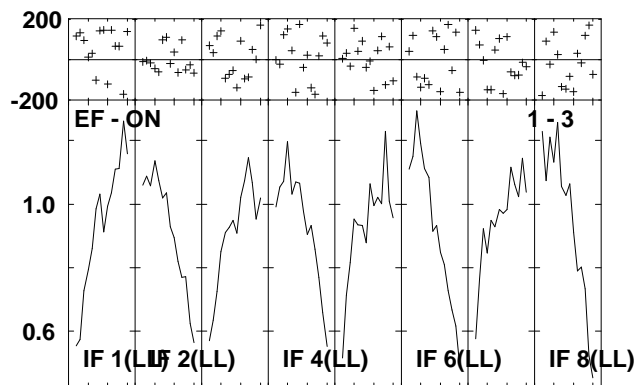 200
-200
EF - ON 1 - 3
1.0
0.6
IF 1(LL) IF 2(LL) IF 4(LL) IF 6(LL) IF 8(LL)